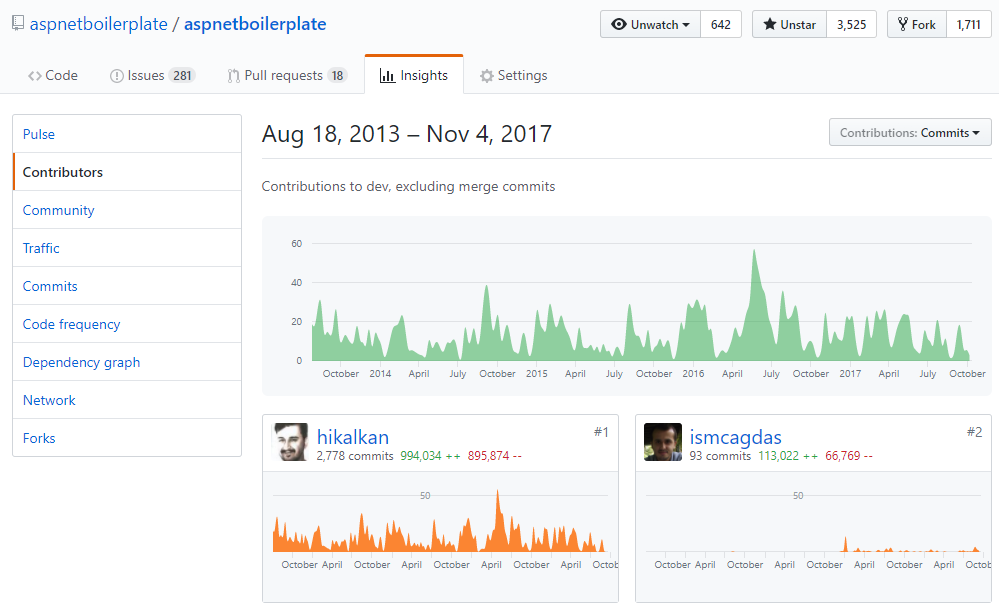 aspnetboilerplate / aspnetboilerplate
Unwatch 642 Unstar 3,525 Fork 1,711
Code Issues 281 Pull requests 18 Insights Settings
Pulse
Contributors
Community
Traffic
Commits
Code frequency
Dependency graph
Network
Forks
Aug 18, 2013 – Nov 4, 2017
Contributions: Commits
Contributions to dev, excluding merge commits
60
40
20
0
October 2014 April July October 2015 April July October 2016 April July October 2017 April July October
hikalkan #1
2,778 commits 994,034 ++ 895,874 --
50
October April October April October April October April Octob
ismcagdas #2
93 commits 113,022 ++ 66,769 --
50
October April October April October April October April Octob